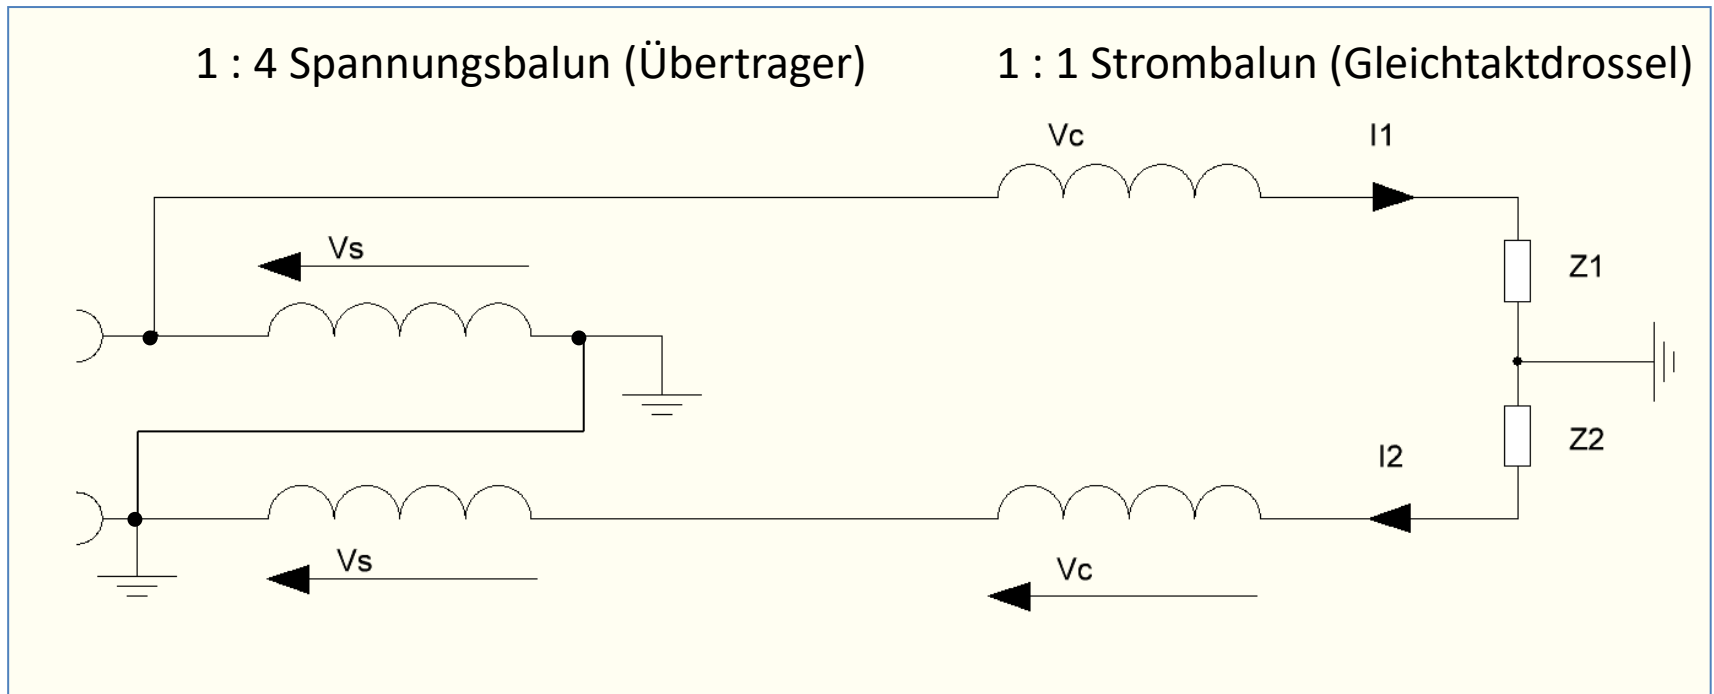 1 : 4 Spannungsbalun (Übertrager)
1 : 1 Strombalun (Gleichtaktdrossel)
Vc
I1
Vs
Z1
Z2
I2
Vs
Vc